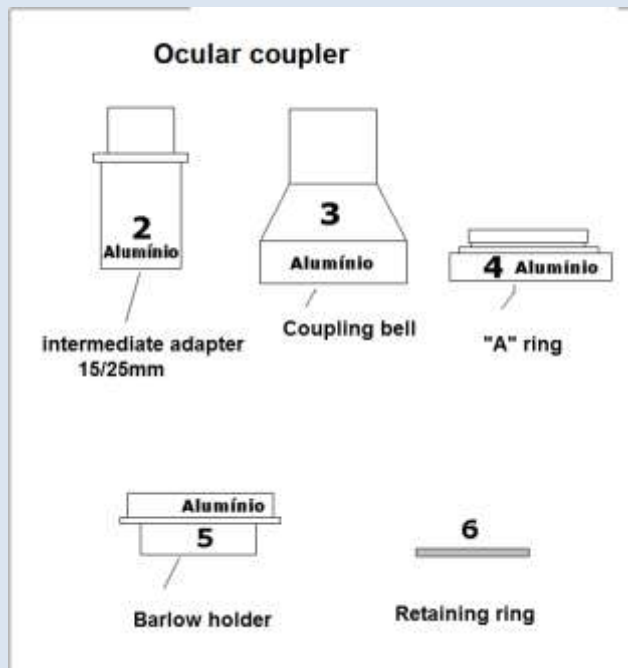 Ocular coupler
2
Alumínio
intermediate adapter
15/25mm
3
Alumínio
Coupling bell
4 Alumínio
"A" ring
Alumínio
5
Barlow holder
6
Retaining ring